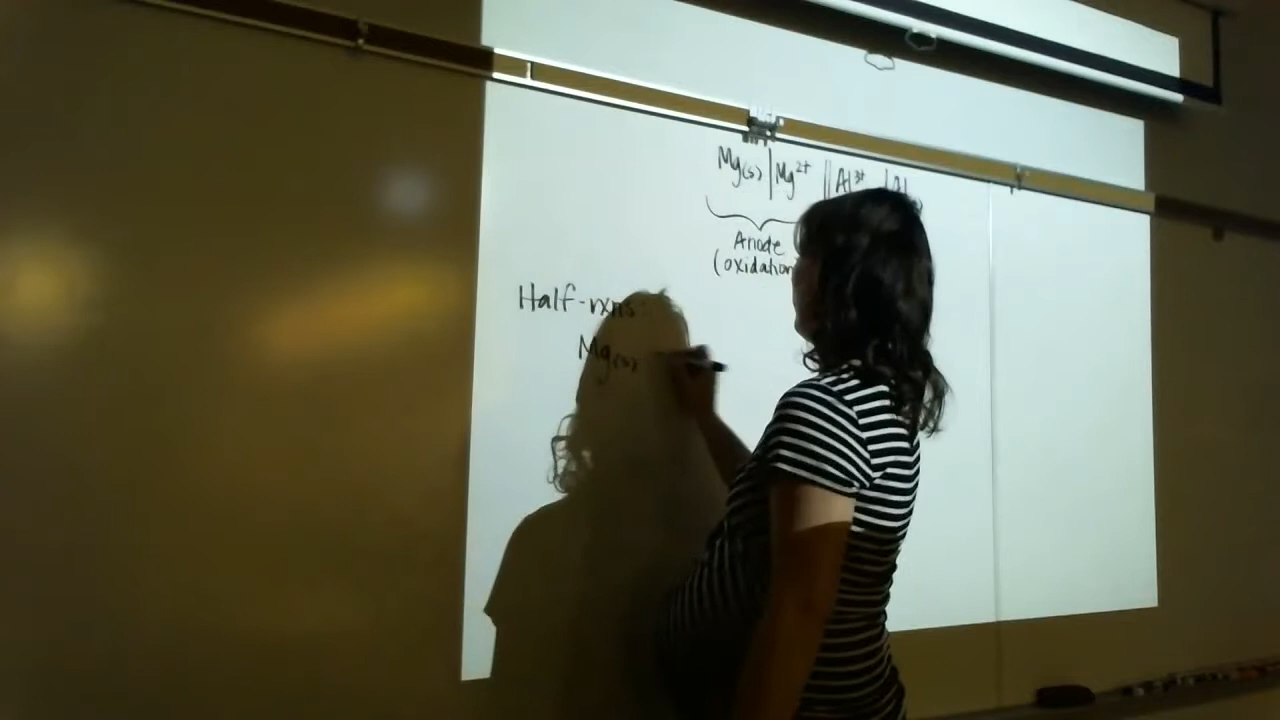 Mg(s) | Mg²⁺ || Al³⁺ | Al
Anode
(oxidation
Half-rxns:
Mg(s)